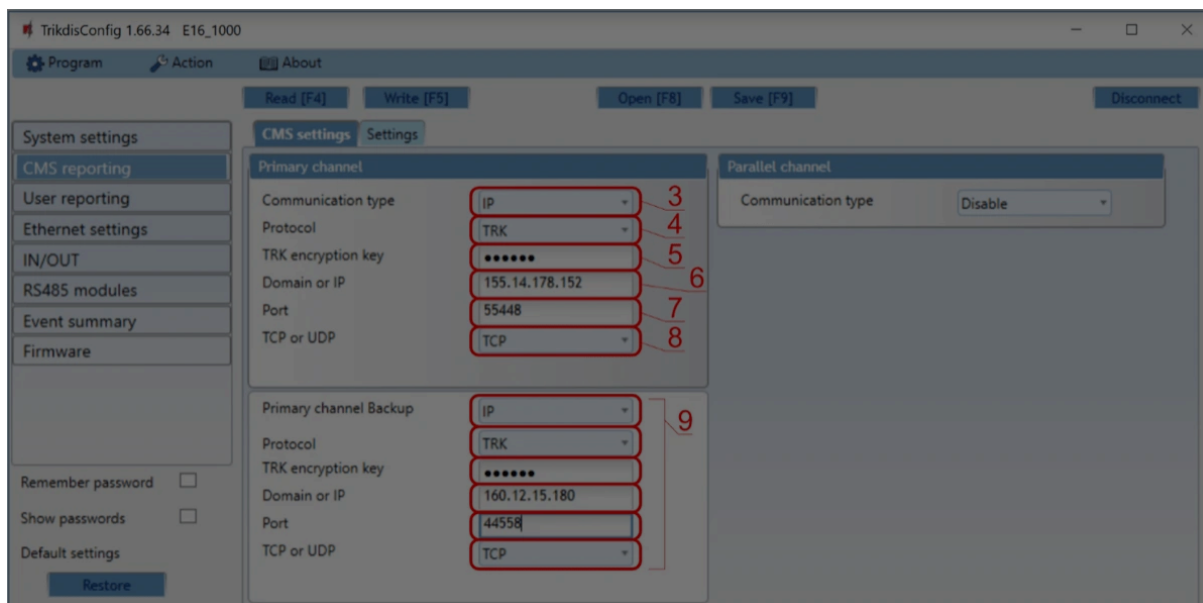 TrikdisConfig 1.66.34 E16_1000
Program Action About
Read [F4] Write [F5] Open [F8] Save [F9] Disconnect
System settings
CMS reporting
User reporting
Ethernet settings
IN/OUT
RS485 modules
Event summary
Firmware
Remember password
Show passwords
Default settings
Restore
CMS settings Settings
Primary channel
Communication type IP 3
Protocol TRK 4
TRK encryption key •••••• 5
Domain or IP 155.14.178.152 6
Port 55448 7
TCP or UDP TCP 8
Primary channel Backup IP 9
Protocol TRK
TRK encryption key ••••••
Domain or IP 160.12.15.180
Port 44558
TCP or UDP TCP
Parallel channel
Communication type Disable